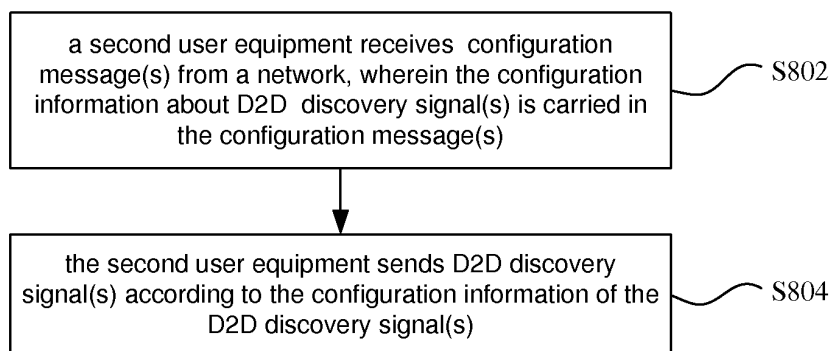 a second user equipment receives configuration
message(s) from a network, wherein the configuration
information about D2D discovery signal(s) is carried in
the configuration message(s)
S802
the second user equipment sends D2D discovery
signal(s) according to the configuration information of the
D2D discovery signal(s)
S804